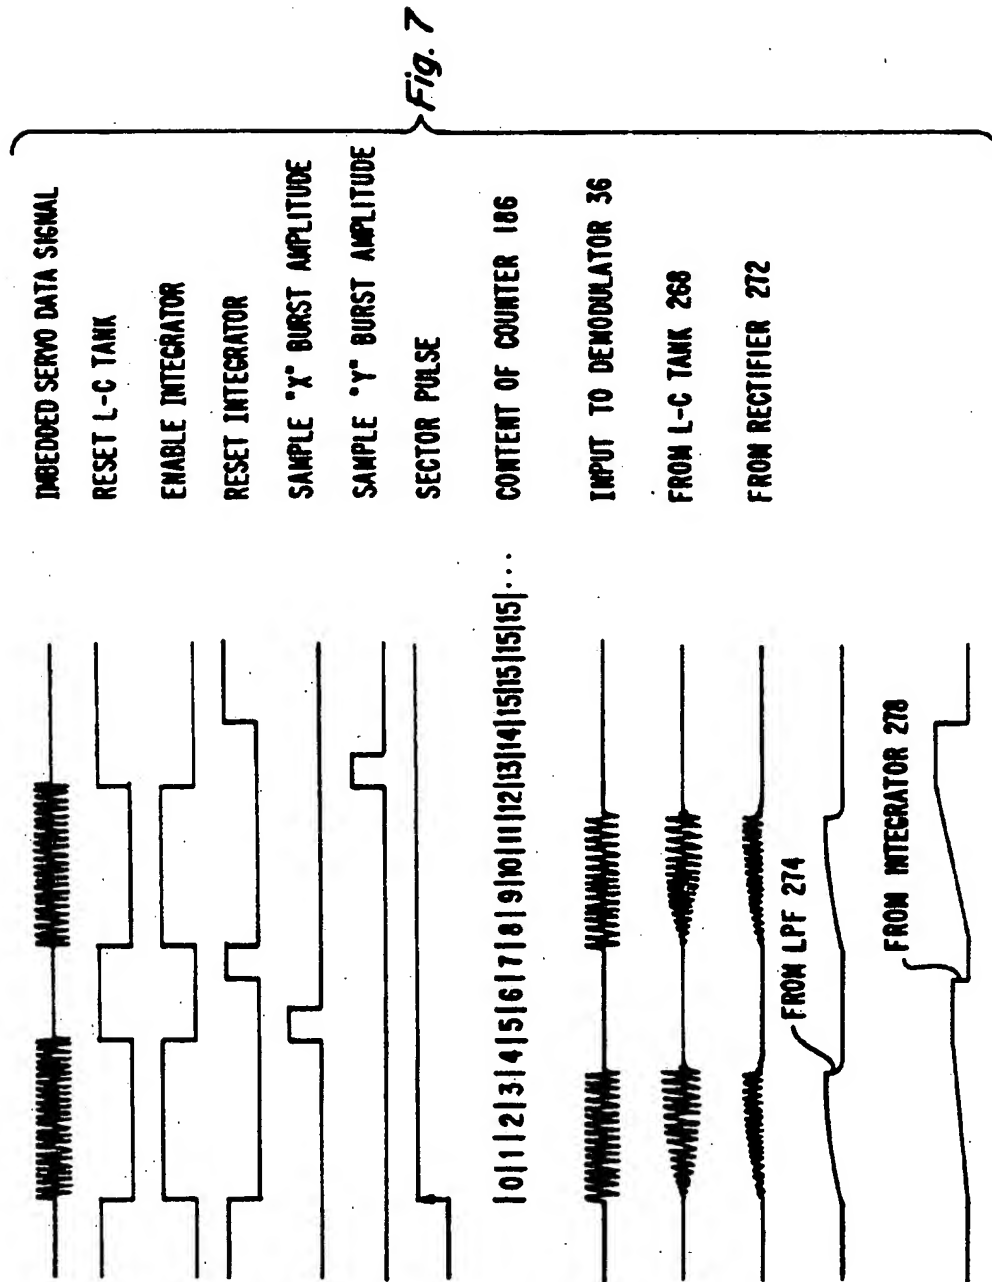 IMBEDDED SERVO DATA SIGNAL
RESET L-C TANK
ENABLE INTEGRATOR
RESET INTEGRATOR
SAMPLE "X" BURST AMPLITUDE
SAMPLE "Y" BURST AMPLITUDE
SECTOR PULSE
|0|1|2|3|4|5|6|7|8|9|10|11|12|13|14|15|15|15|15|... CONTENT OF COUNTER 186
INPUT TO DEMODULATOR 36
FROM L-C TANK 268
FROM RECTIFIER 272
FROM LPF 274
FROM INTEGRATOR 278
Fig. 7